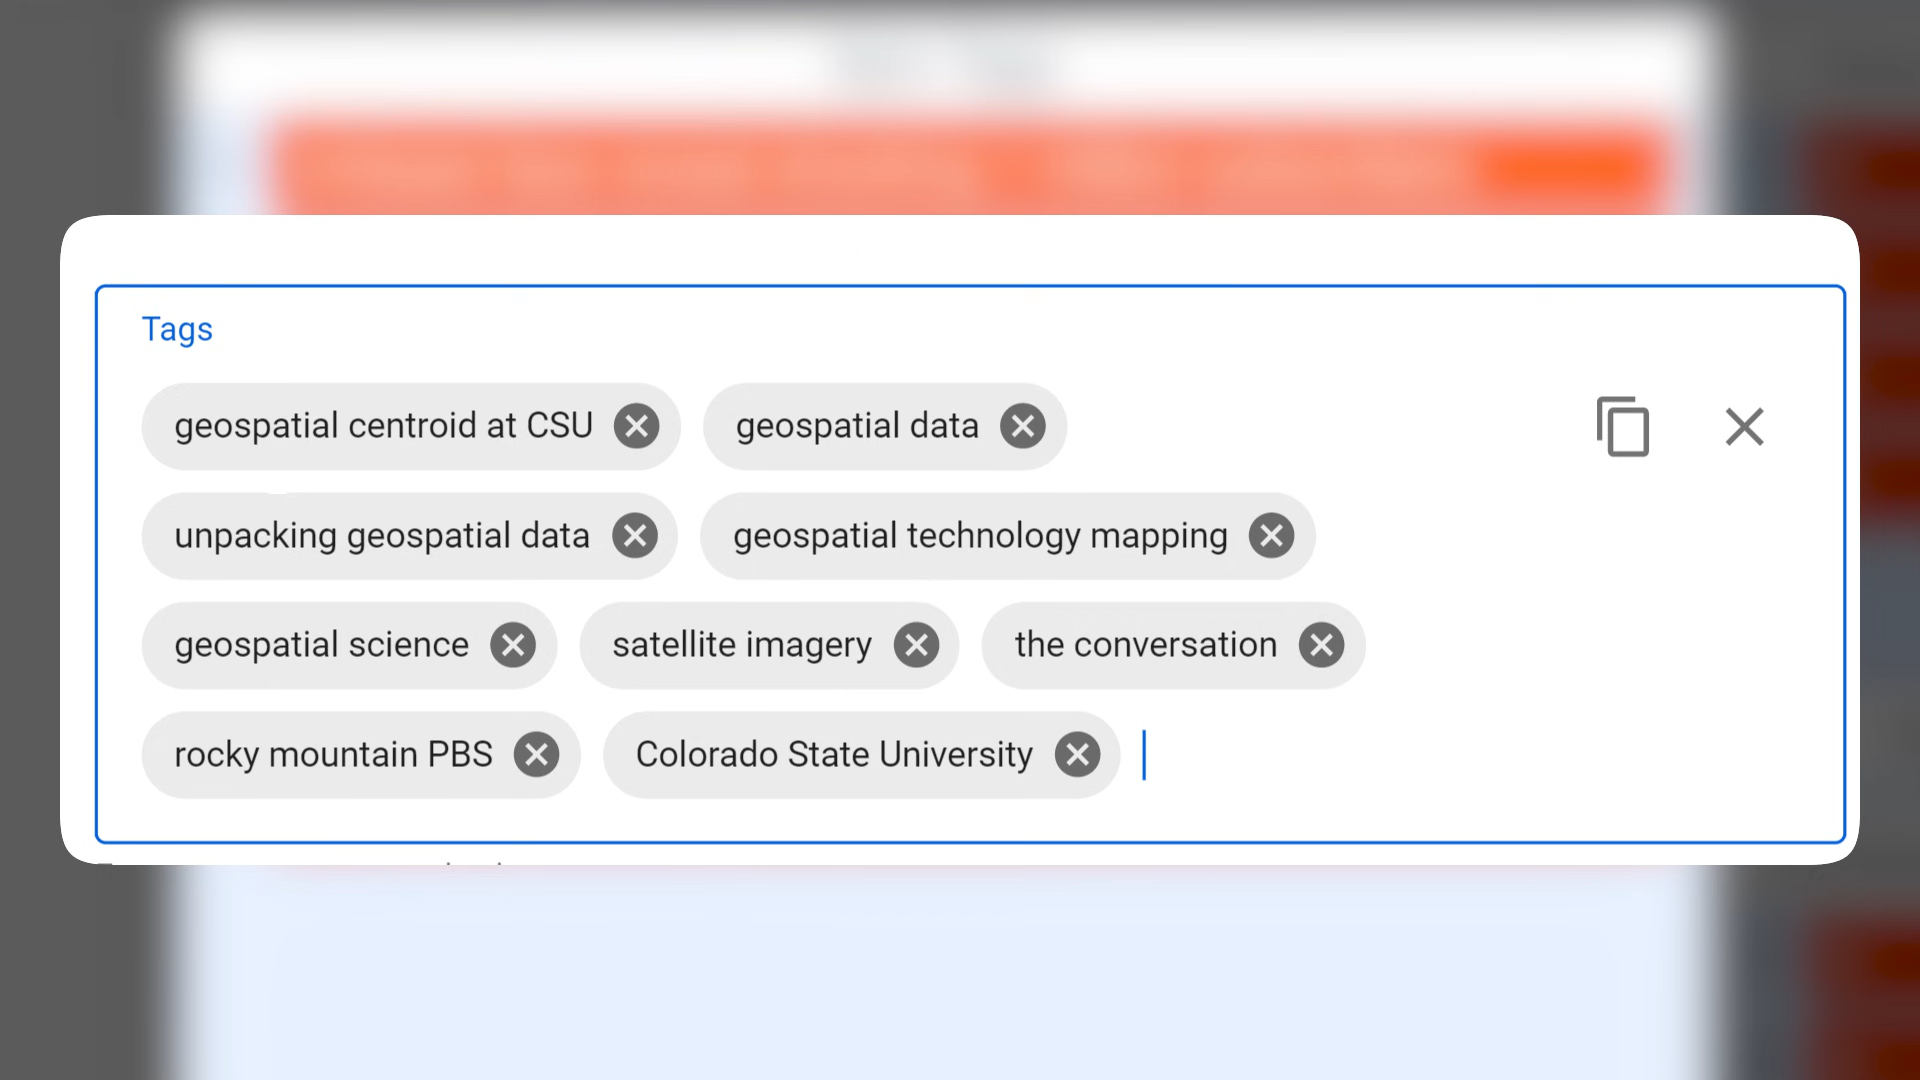 Tags
geospatial centroid at CSU geospatial data
unpacking geospatial data geospatial technology mapping
geospatial science satellite imagery the conversation
rocky mountain PBS Colorado State University